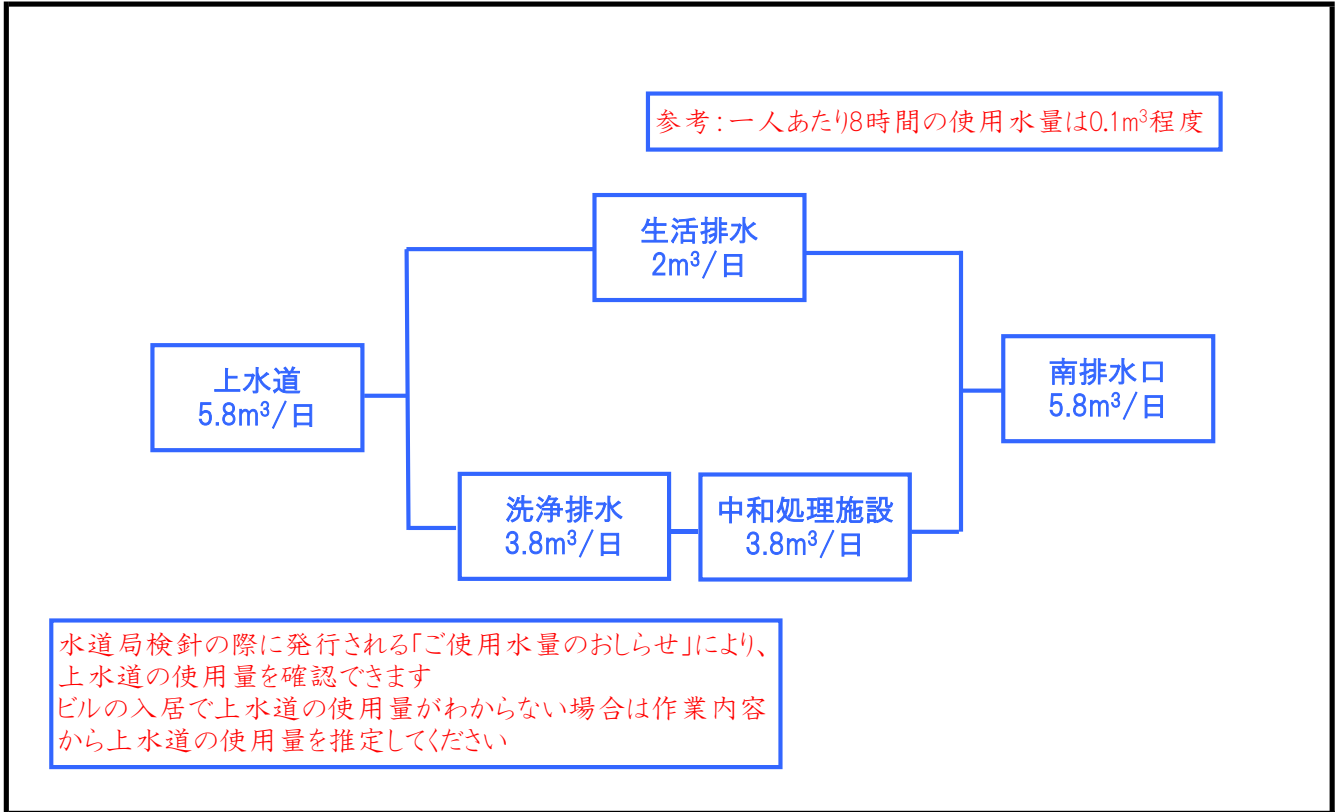 参考：一人あたり8時間の使用水量は0.1m³程度
生活排水
2m³/日
上水道
5.8m³/日
南排水口
5.8m³/日
洗浄排水
3.8m³/日
中和処理施設
3.8m³/日
水道局検針の際に発行される「ご使用水量のおしらせ」により、
上水道の使用量を確認できます
ビルの入居で上水道の使用量がわからない場合は作業内容
から上水道の使用量を推定してください